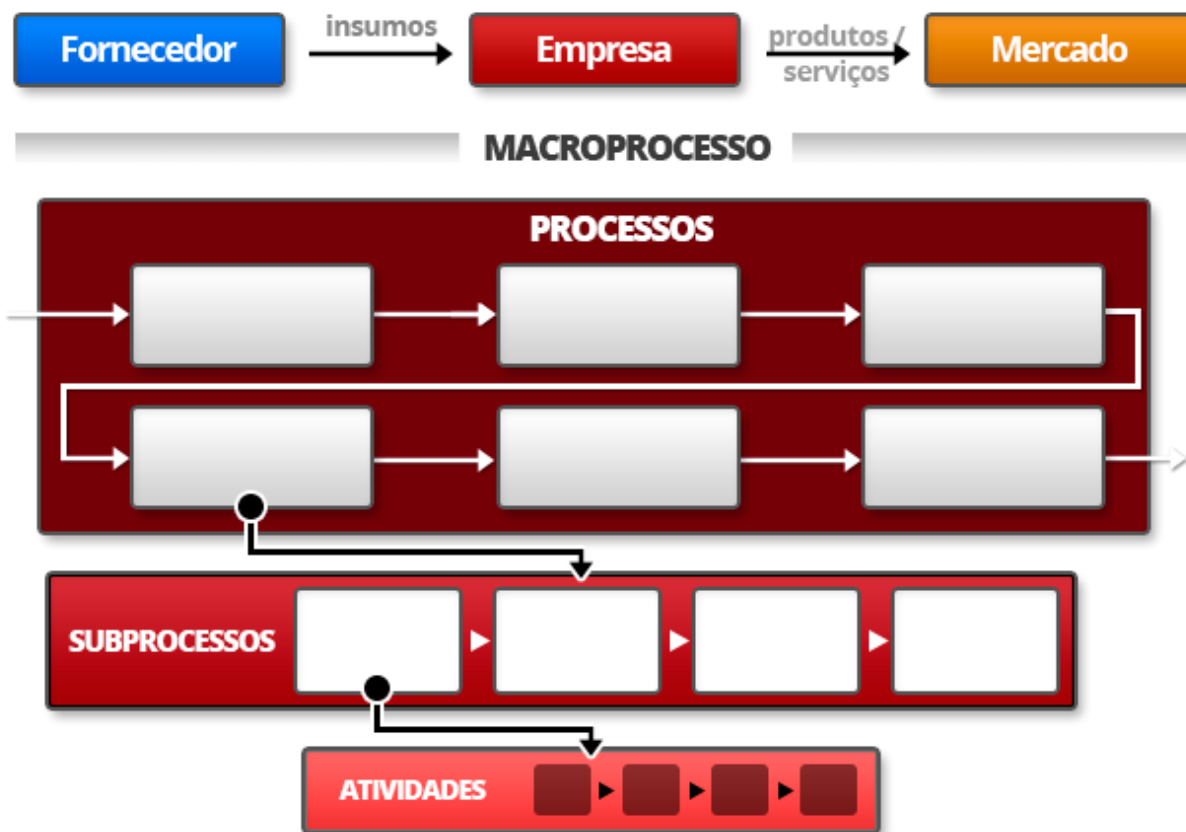 Fornecedor
insumos
Empresa
produtos /
serviços
Mercado
MACROPROCESSO
PROCESSOS
SUBPROCESSOS
ATIVIDADES